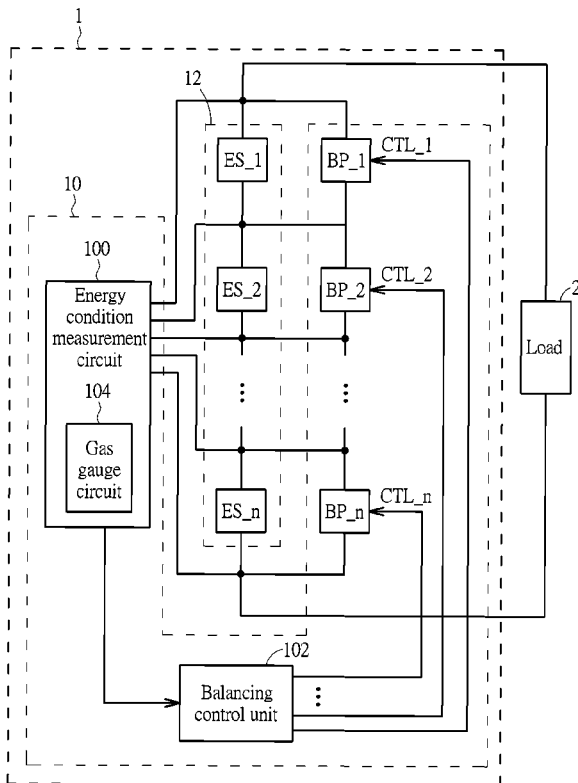 1
12
ES_1
BP_1
CTL_1
10
100
Energy
condition
measurement
circuit
ES_2
BP_2
CTL_2
2
Load
104
Gas
gauge
circuit
...
...
ES_n
BP_n
CTL_n
102
Balancing
control unit
...